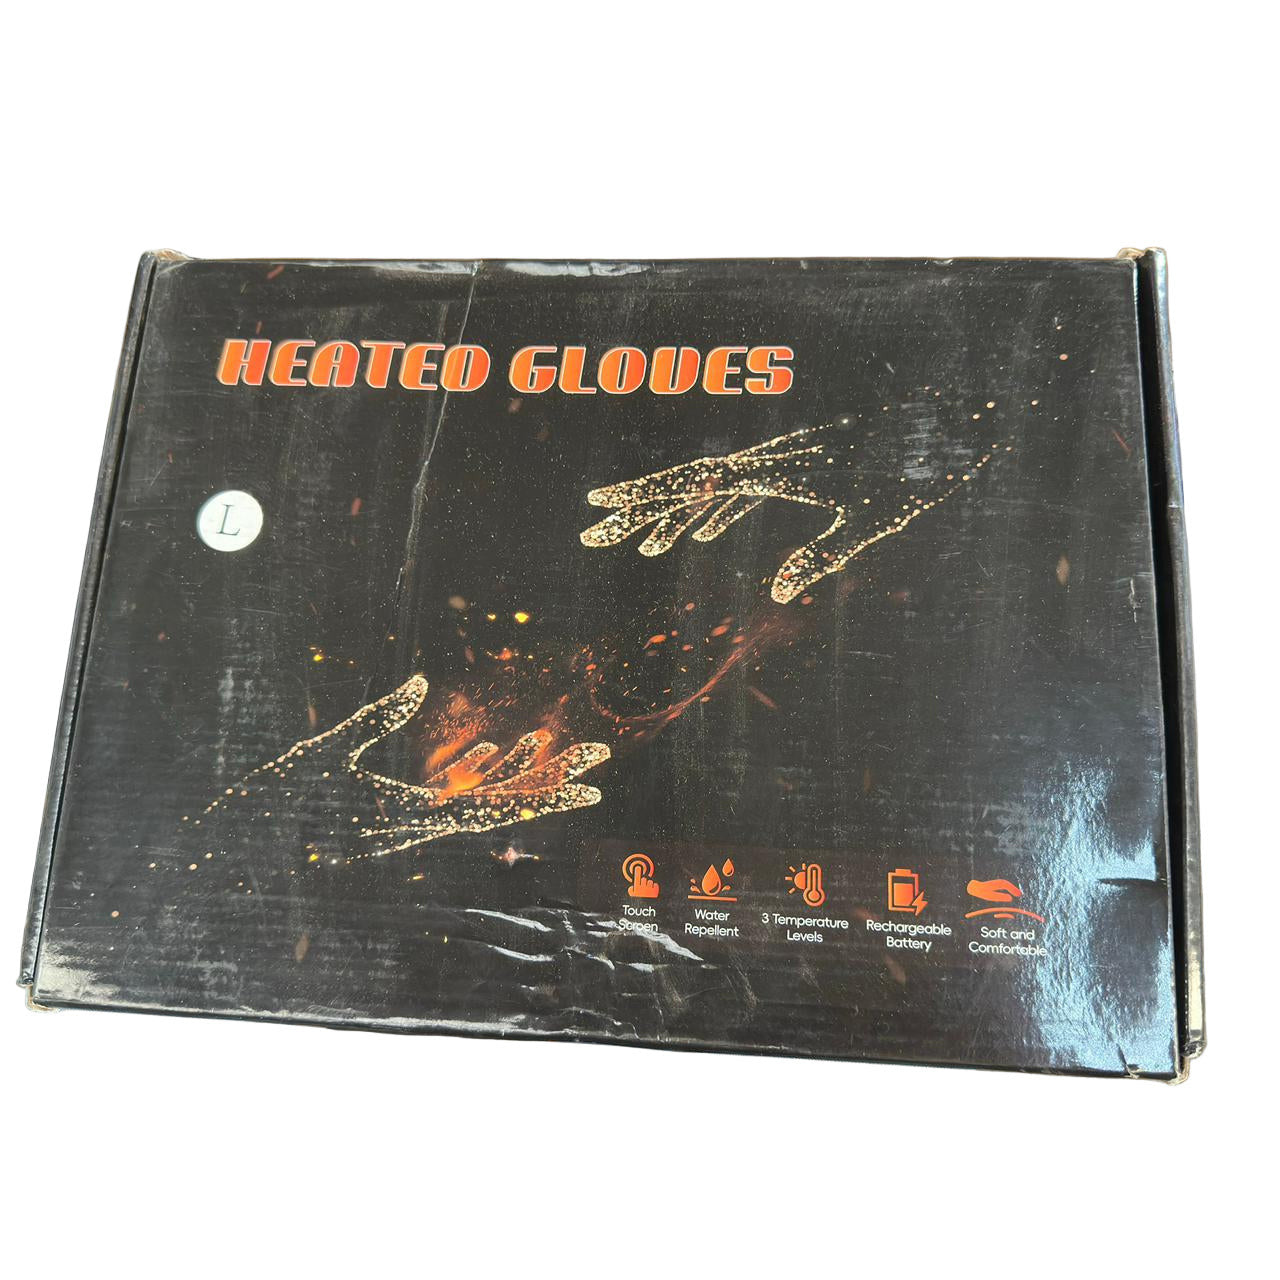 HEATED GLOVES
L
Touch
Screen
Water
Repellent
3 Temperature
Levels
Rechargeable
Battery
Soft and
Comfortable